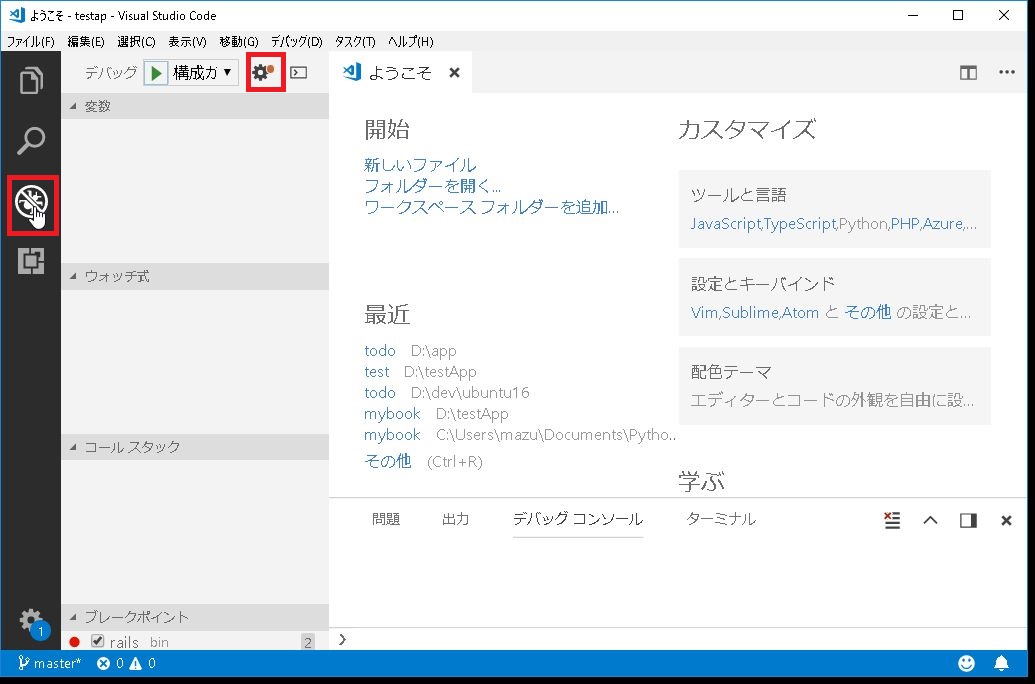 ようこそ - testap - Visual Studio Code
ファイル(F) 編集(E) 選択(C) 表示(V) 移動(G) デバッグ(D) タスク(T) ヘルプ(H)
デバッグ 構成が
ようこそ
変数
ウォッチ式
コール スタック
ブレークポイント
rails bin 2
1
開始
新しいファイル
フォルダーを開く...
ワークスペース フォルダーを追加...
最近
todo D:\app
test D:\testApp
todo D:\dev\ubuntu16
mybook D:\testApp
mybook C:\Users\mazu\Documents\Pytho..
その他 (Ctrl+R)
カスタマイズ
ツールと言語
JavaScript,TypeScript,Python,PHP,Azure,...
設定とキーバインド
Vim,Sublime,Atom と その他 の設定と...
配色テーマ
エディターとコードの外観を自由に設...
学ぶ
問題 出力 デバッグ コンソール ターミナル
master* 0 0